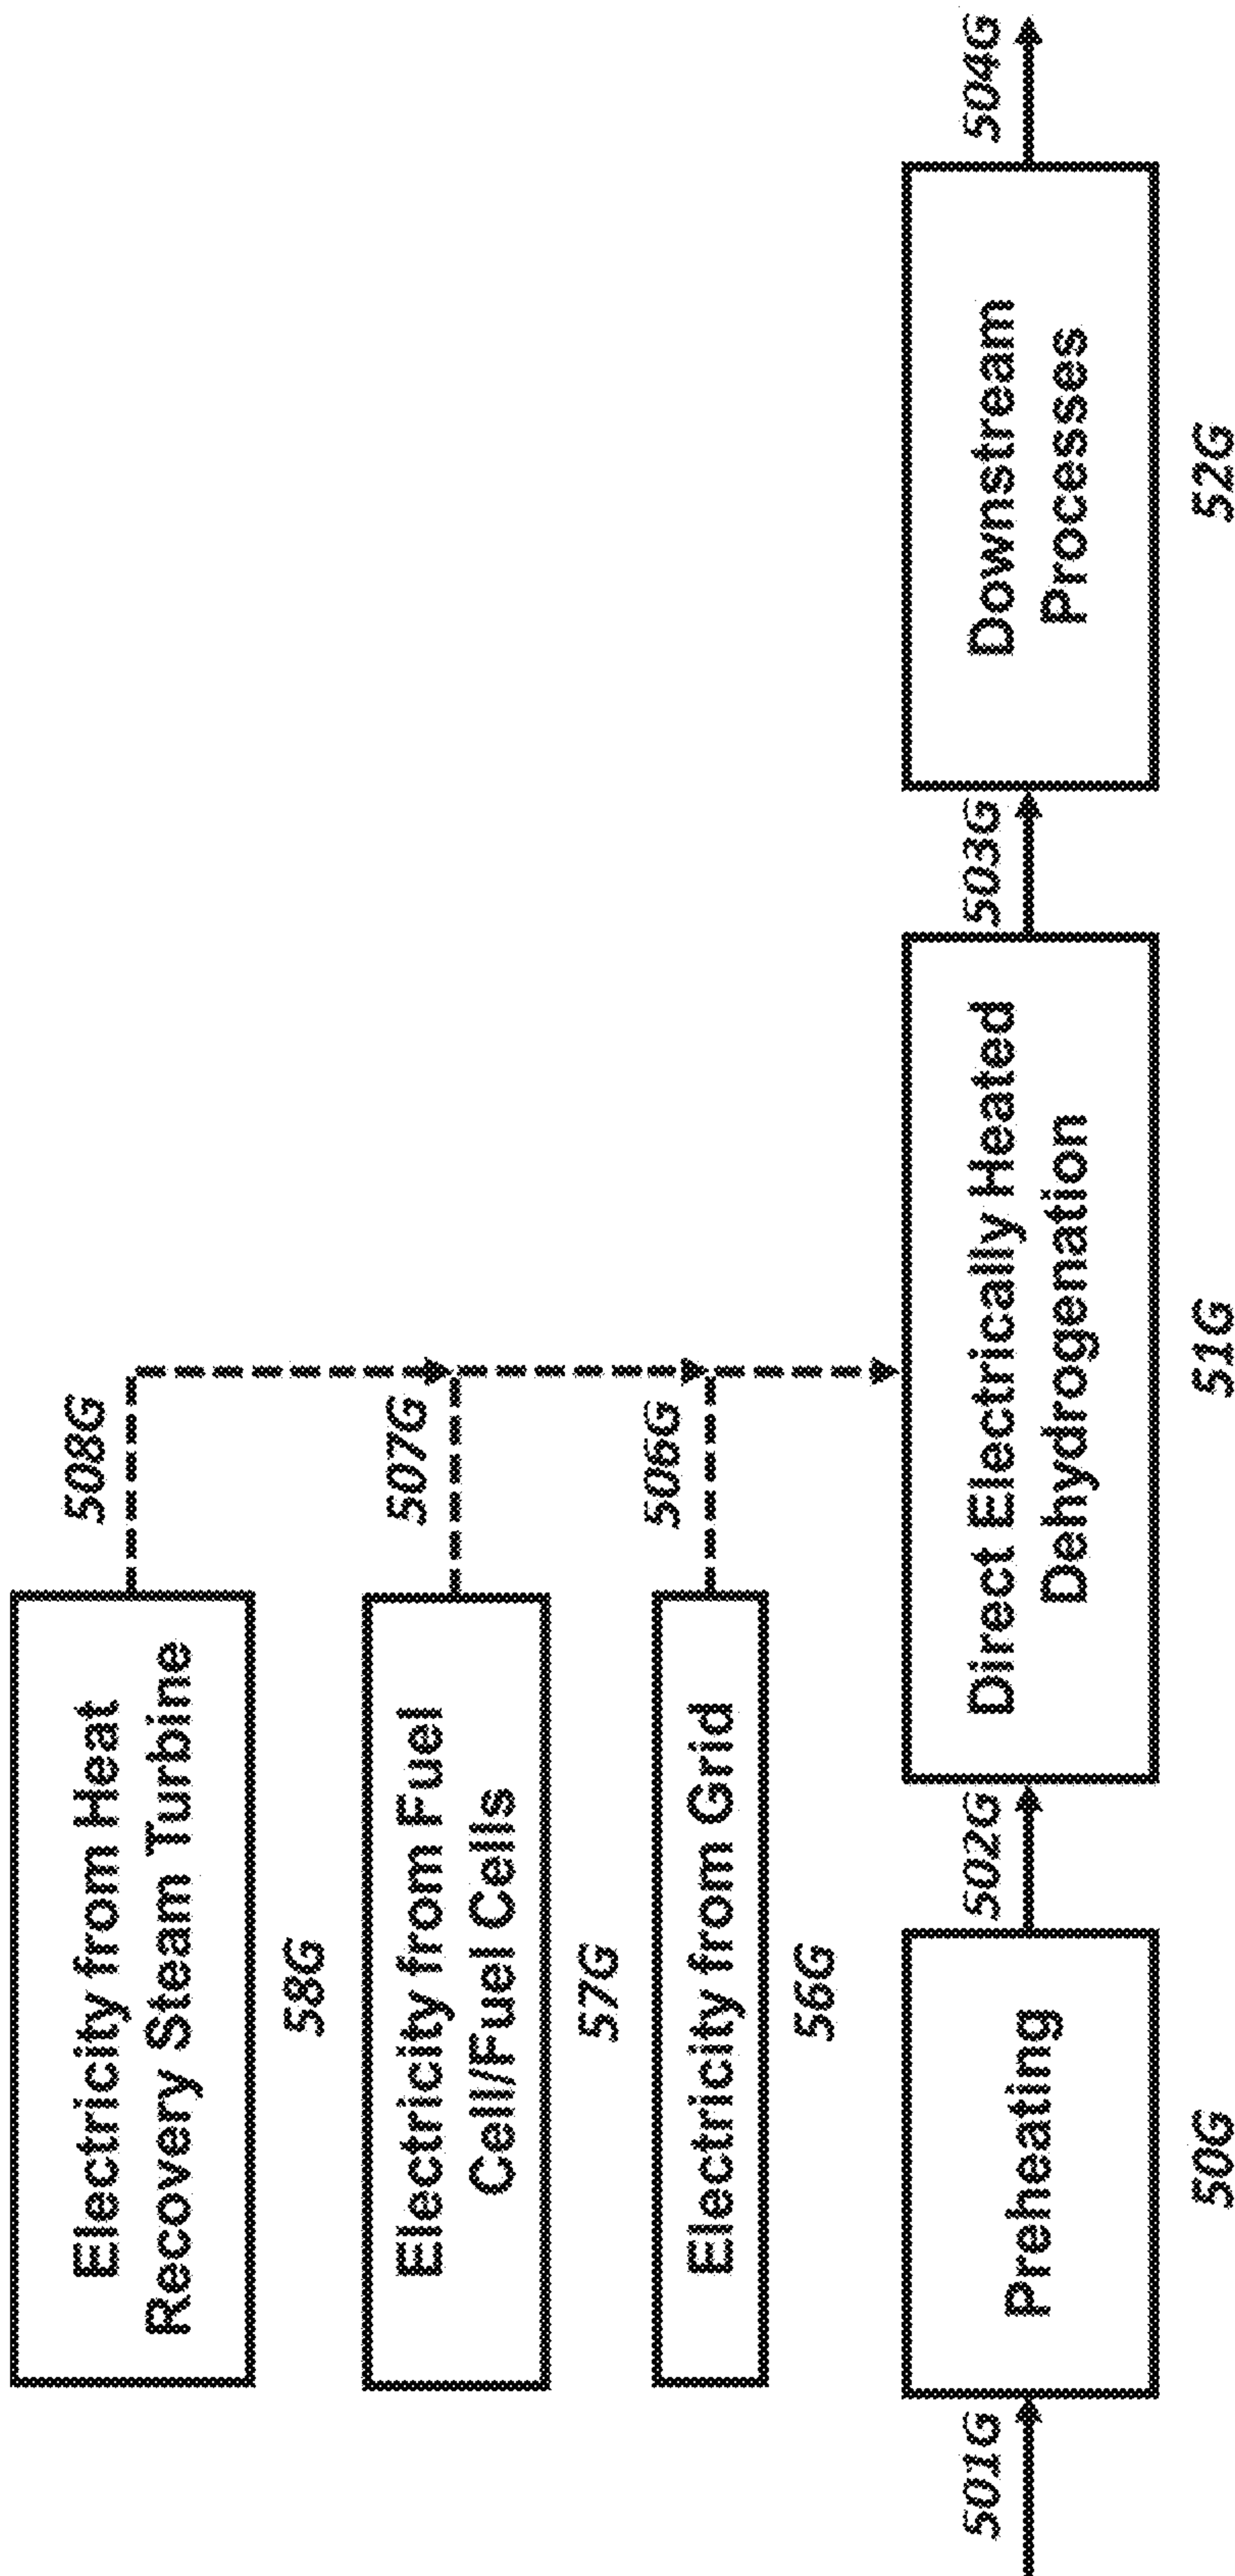 Electricity from Heat
Recovery Steam Turbine
58G
508G
Electricity from Fuel
Cell/Fuel Cells
57G
507G
Electricity from Grid
56G
506G
501G
Preheating
50G
502G
Direct Electrically Heated
Dehydrogenation
51G
503G
Downstream
Processes
52G
504G